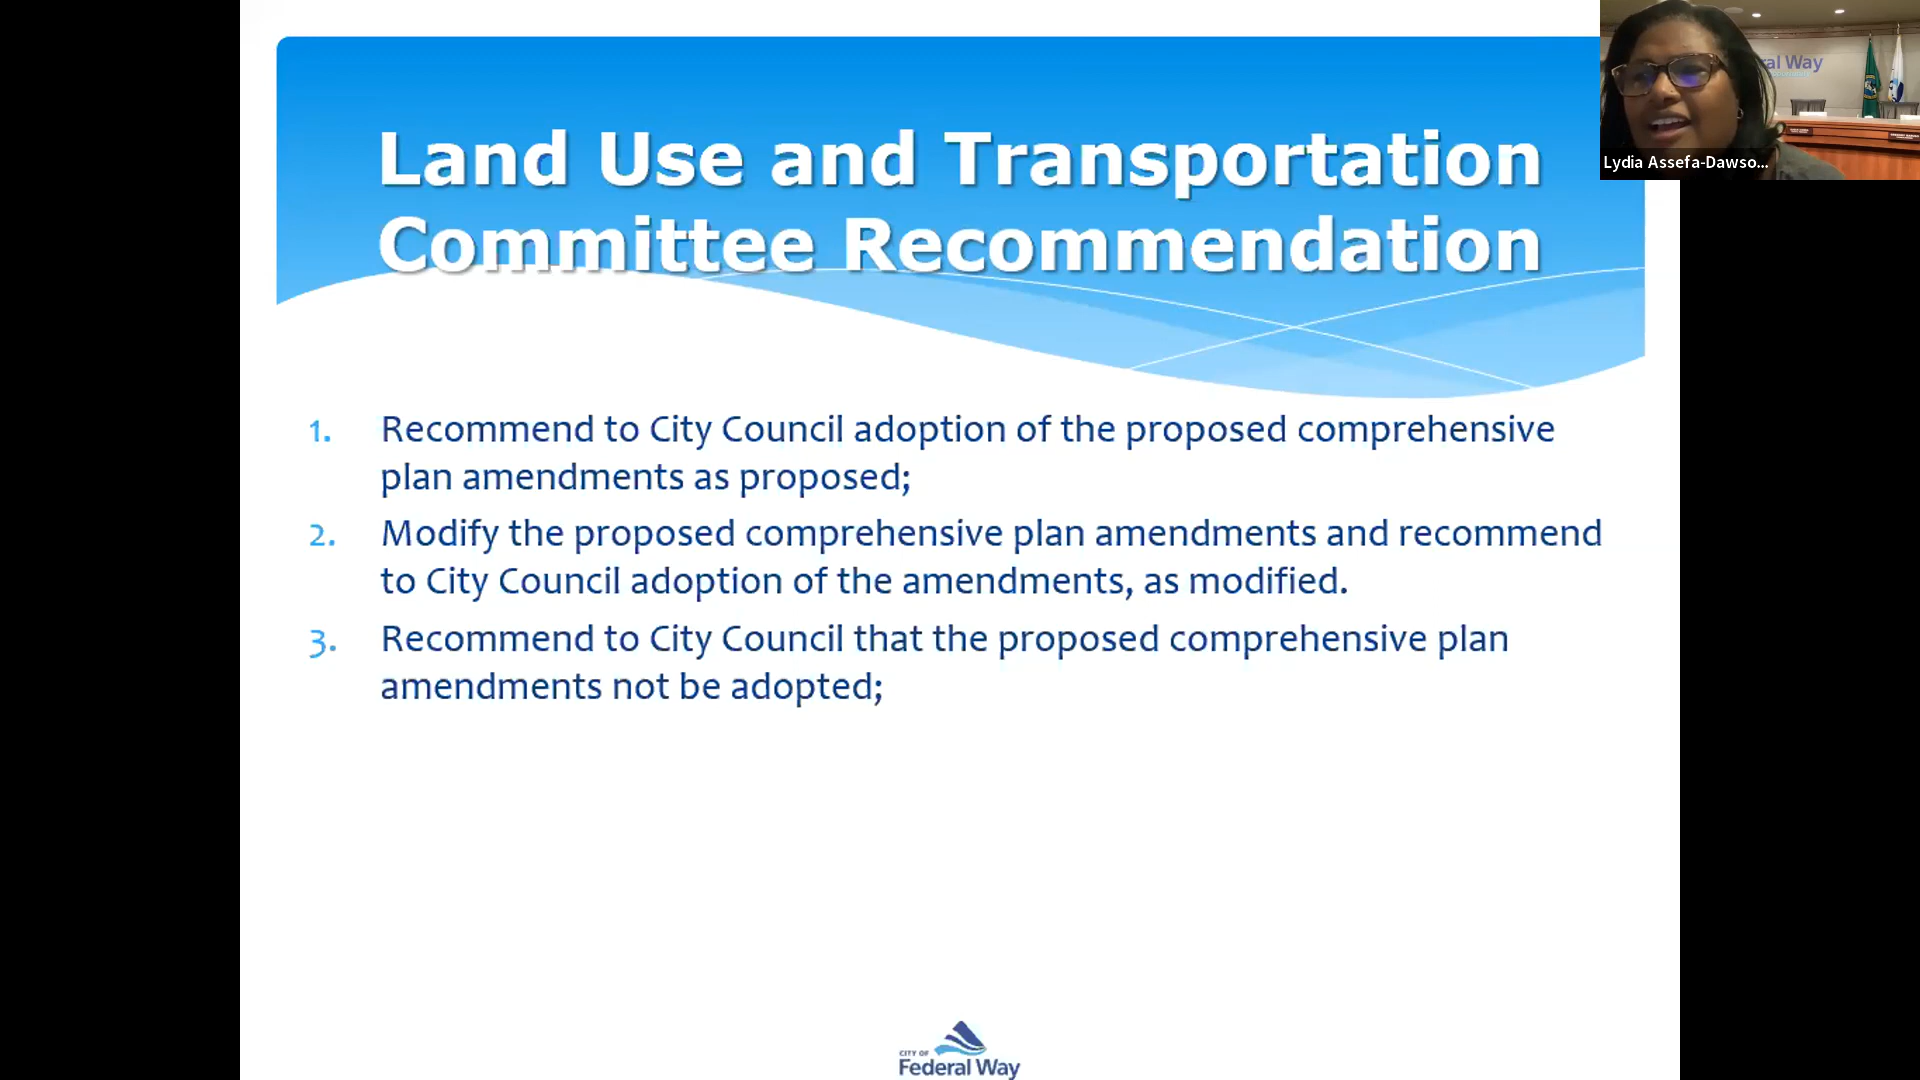 Land Use and Transportation
Committee Recommendation
1. Recommend to City Council adoption of the proposed comprehensive
plan amendments as proposed;
2. Modify the proposed comprehensive plan amendments and recommend
to City Council adoption of the amendments, as modified.
3. Recommend to City Council that the proposed comprehensive plan
amendments not be adopted;
CITY OF
Federal Way
al Way
Lydia Assefa-Dawso...